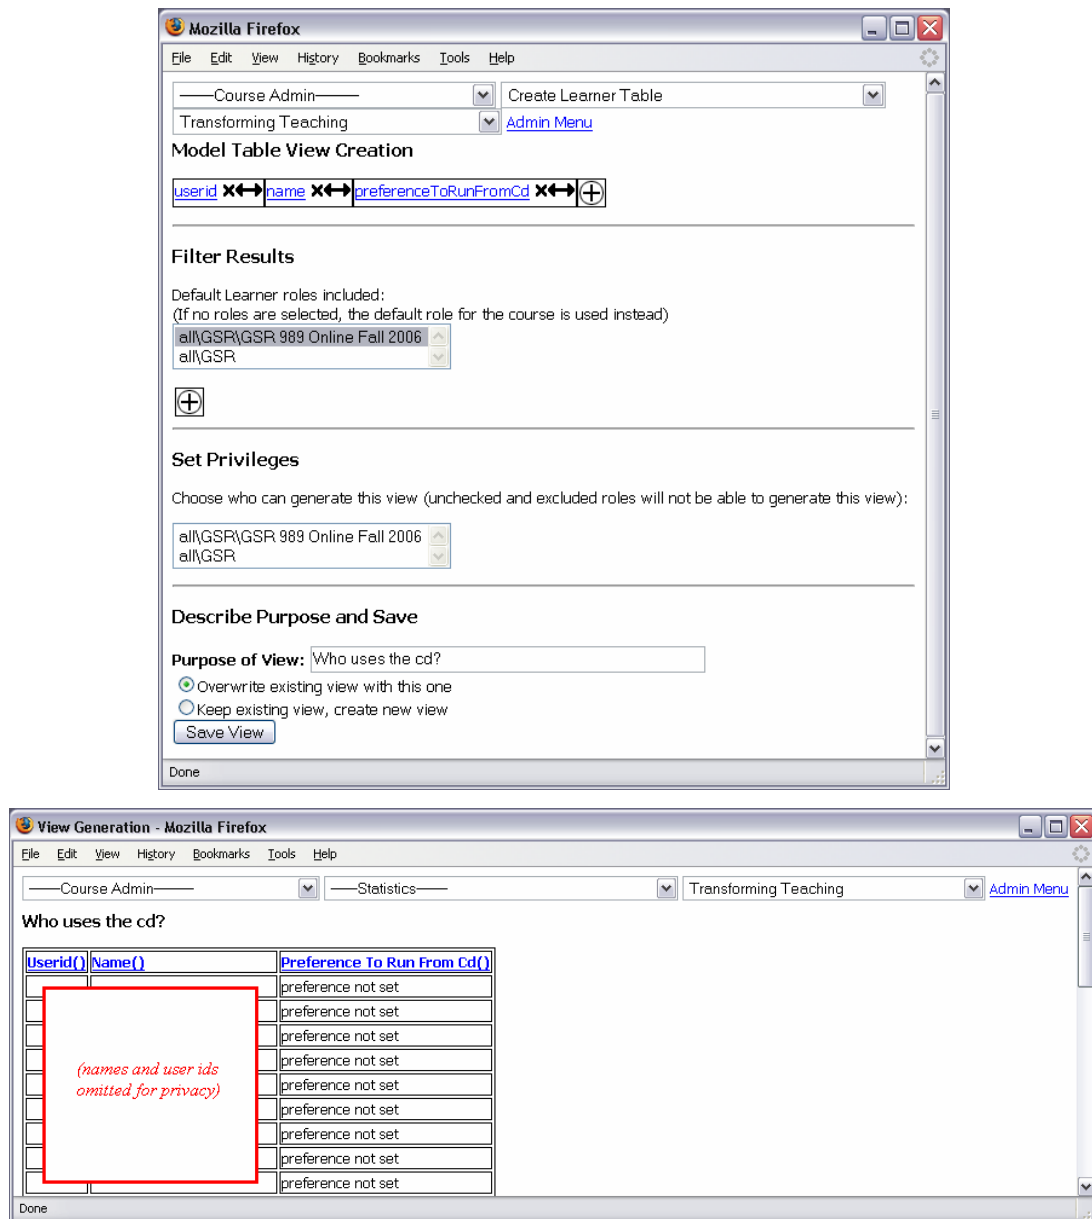 Mozilla Firefox
File Edit View History Bookmarks Tools Help
——Course Admin—— Create Learner Table
Transforming Teaching Admin Menu
Model Table View Creation
userid name preferenceToRunFromCd
Filter Results
Default Learner roles included:
(If no roles are selected, the default role for the course is used instead)
all\GSR\GSR 989 Online Fall 2006
all\GSR
Set Privileges
Choose who can generate this view (unchecked and excluded roles will not be able to generate this view):
all\GSR\GSR 989 Online Fall 2006
all\GSR
Describe Purpose and Save
Purpose of View: Who uses the cd?
Overwrite existing view with this one
Keep existing view, create new view
Save View
Done
View Generation - Mozilla Firefox
File Edit View History Bookmarks Tools Help
——Course Admin—— ——Statistics—— Transforming Teaching Admin Menu
Who uses the cd?
Userid() Name() Preference To Run From Cd()
preference not set
preference not set
preference not set
preference not set
(names and user ids
omitted for privacy)
preference not set
preference not set
preference not set
preference not set
preference not set
Done